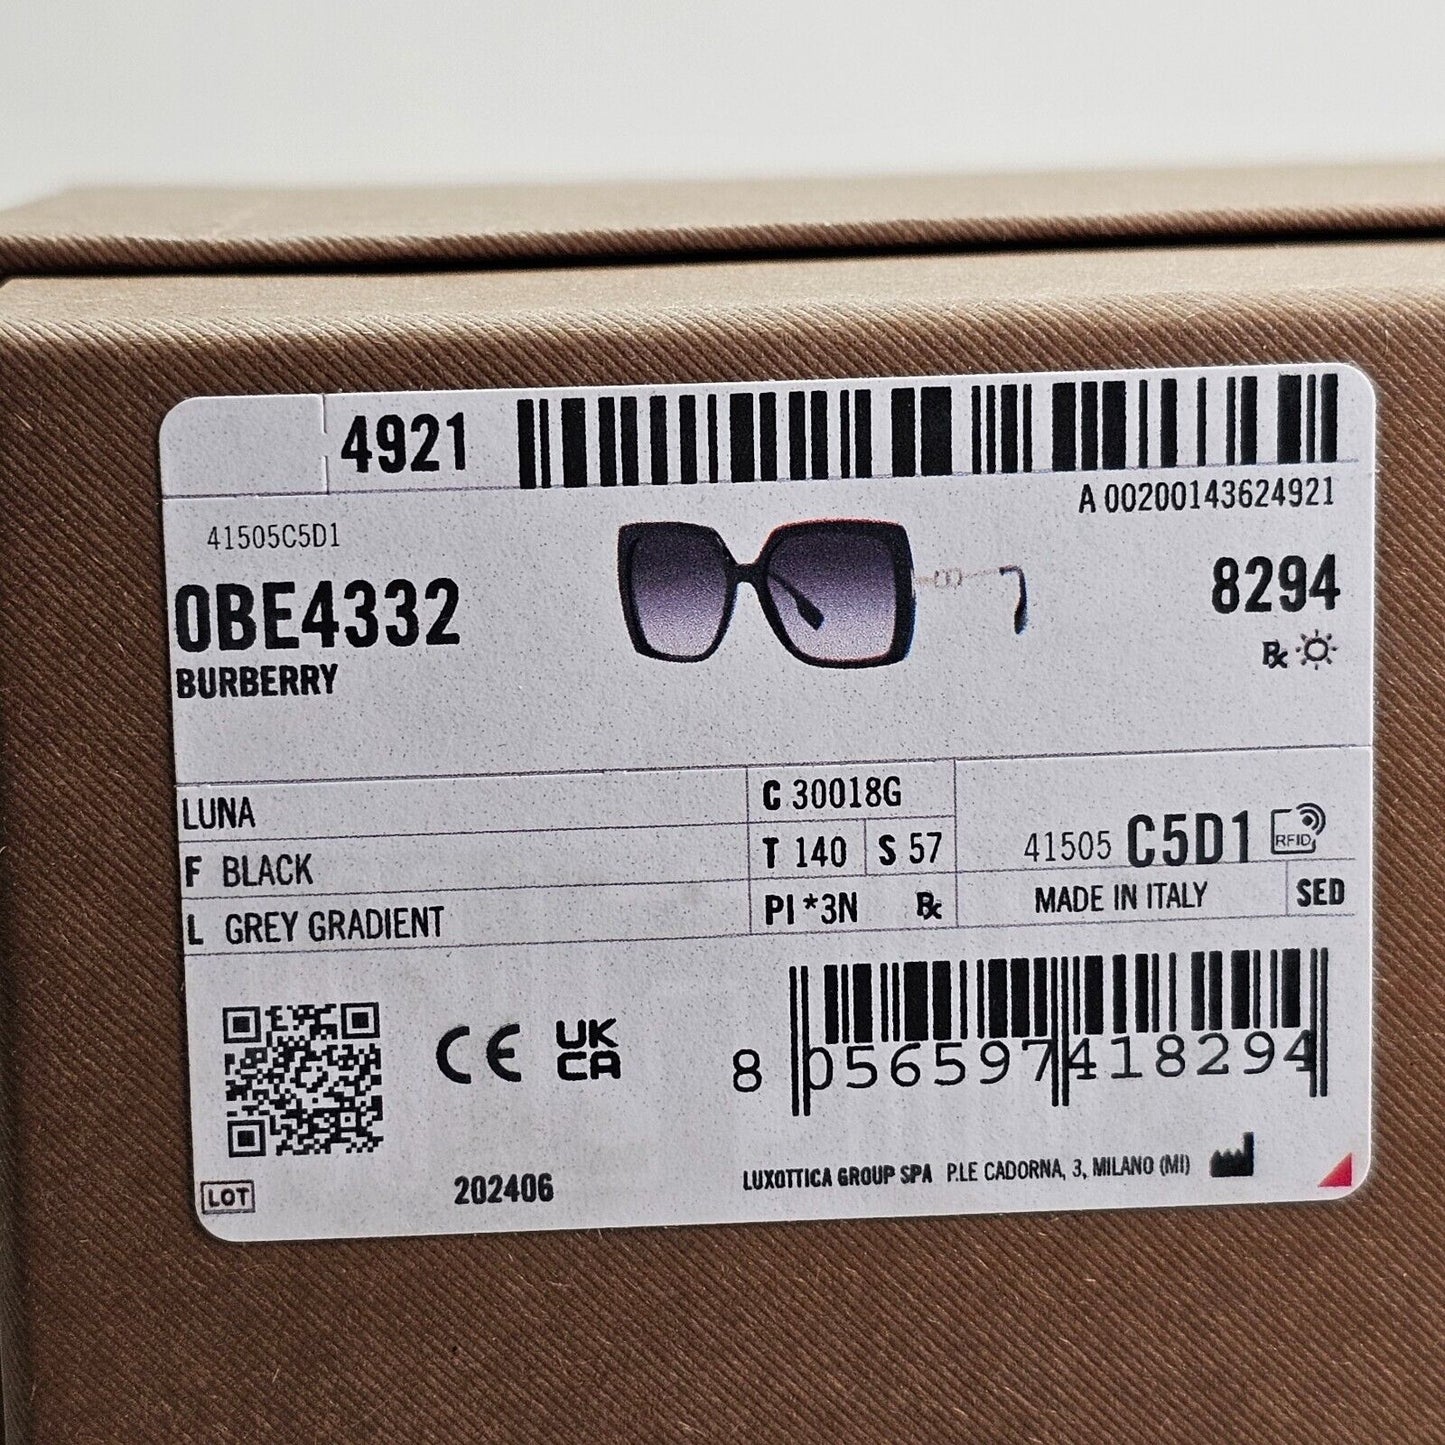 4921
A 00200143624921
41505C5D1
0BE4332
BURBERRY
8294
Rx
LUNA
F BLACK
L GREY GRADIENT
C 30018G
T 140 S 57
PI *3N Rx
41505 C5D1 RFID
MADE IN ITALY SED
CE UK
CA
8 056597 418294
LOT
202406
LUXOTTICA GROUP SPA P.LE CADORNA, 3, MILANO (MI)